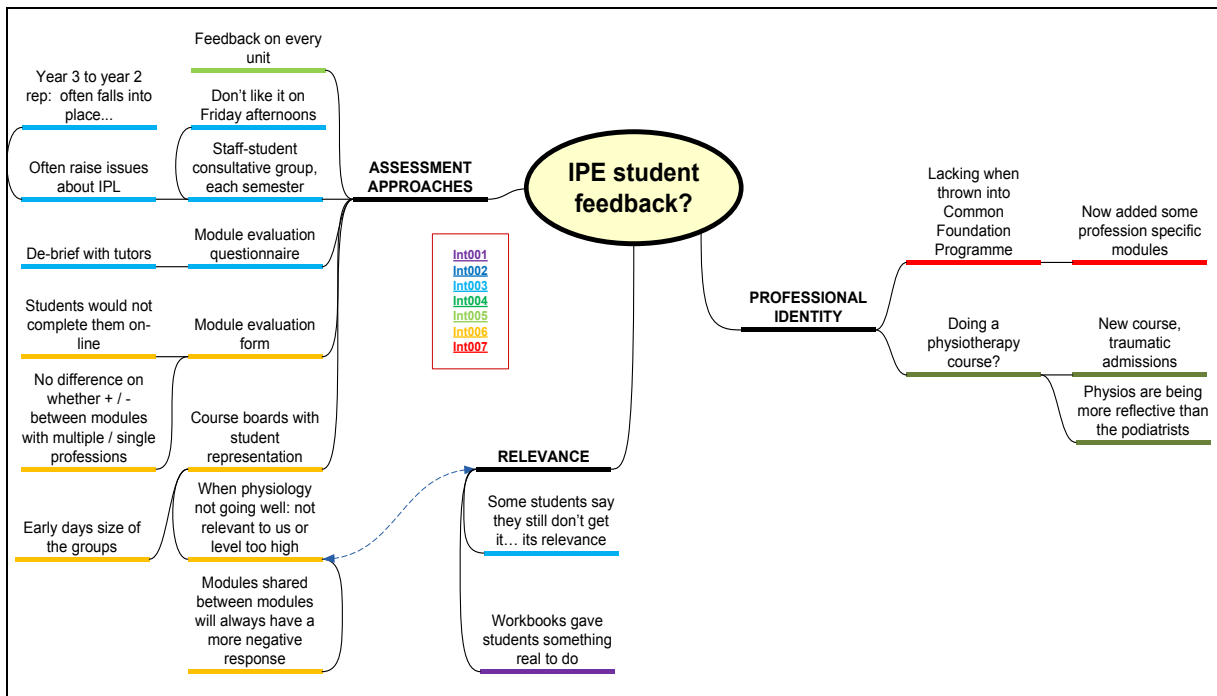 IPE student
feedback?
ASSESSMENT
APPROACHES
Feedback on every
unit
Don’t like it on
Friday afternoons
Staff-student
consultative group,
each semester
Year 3 to year 2
rep: often falls into
place...
Often raise issues
about IPL
Module evaluation
questionnaire
De-brief with tutors
Module evaluation
form
Students would not
complete them on-
line
No difference on
whether + / -
between modules
with multiple / single
professions
Course boards with
student
representation
When physiology
not going well: not
relevant to us or
level too high
Early days size of
the groups
Modules shared
between modules
will always have a
more negative
response
Int001
Int002
Int003
Int004
Int005
Int006
Int007
RELEVANCE
Some students say
they still don’t get
it… its relevance
Workbooks gave
students something
real to do
PROFESSIONAL
IDENTITY
Lacking when
thrown into
Common
Foundation
Programme
Now added some
profession specific
modules
Doing a
physiotherapy
course?
New course,
traumatic
admissions
Physios are being
more reflective than
the podiatrists